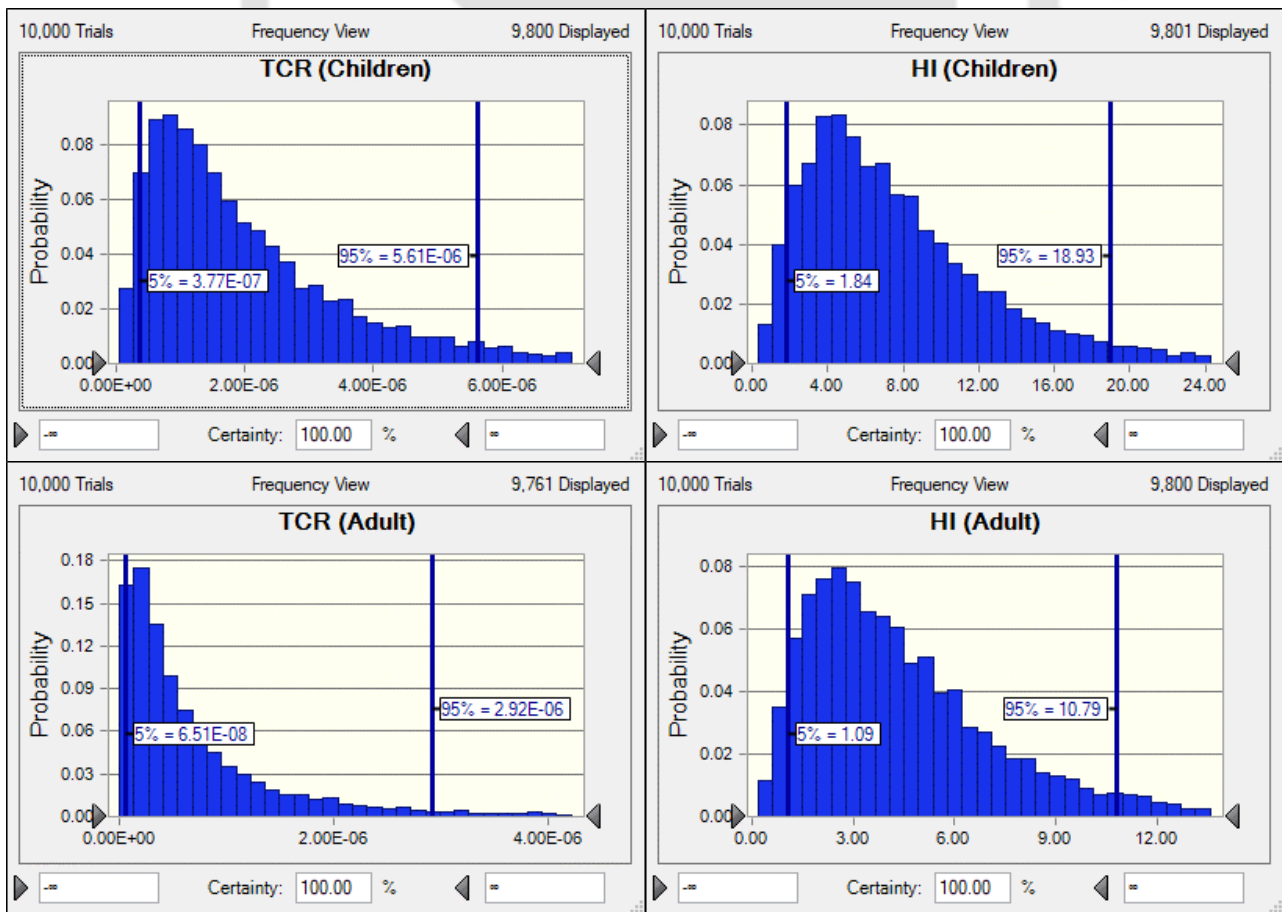 10,000 Trials Frequency View 9,800 Displayed
TCR (Children)
Probability
0.08
0.06
0.04
0.02
0.00
95% = 5.61E-06
5% = 3.77E-07
0.00E+00 2.00E-06 4.00E-06 6.00E-06
-∞ Certainty: 100.00 % ∞
10,000 Trials Frequency View 9,801 Displayed
HI (Children)
Probability
0.08
0.06
0.04
0.02
0.00
95% = 18.93
5% = 1.84
0.00 4.00 8.00 12.00 16.00 20.00 24.00
-∞ Certainty: 100.00 % ∞
10,000 Trials Frequency View 9,761 Displayed
TCR (Adult)
Probability
0.18
0.15
0.12
0.09
0.06
0.03
0.00
95% = 2.92E-06
5% = 6.51E-08
0.00E+00 2.00E-06 4.00E-06
-∞ Certainty: 100.00 % ∞
10,000 Trials Frequency View 9,800 Displayed
HI (Adult)
Probability
0.08
0.06
0.04
0.02
0.00
95% = 10.79
5% = 1.09
0.00 3.00 6.00 9.00 12.00
-∞ Certainty: 100.00 % ∞